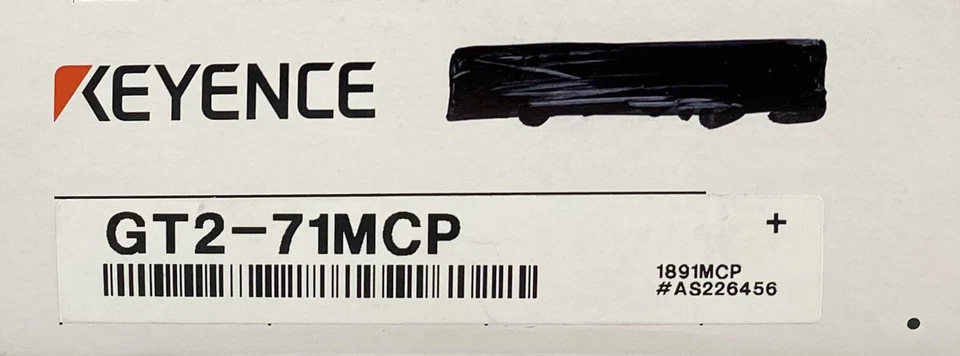 KEYENCE
GT2-71MCP
+
1891MCP
#AS226456